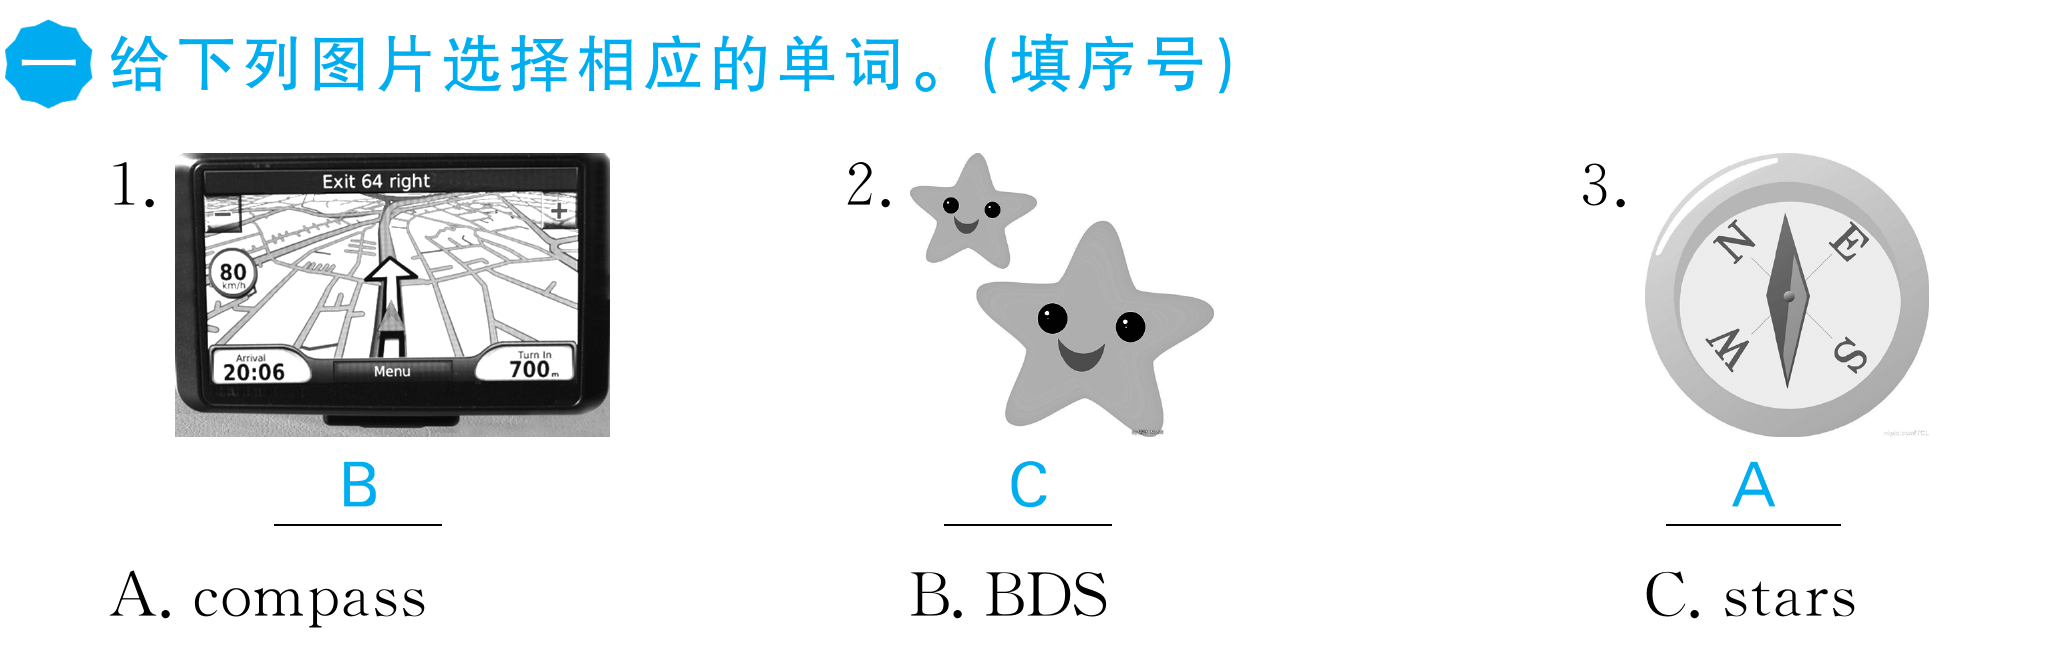 一 给下列图片选择相应的单词。(填序号)
1. 2. 3.
Exit 64 right
− +
80
km/h
Arrival
20:06
Menu
Turn In
700m
N E
W S
B C A
A. compass B. BDS C. stars